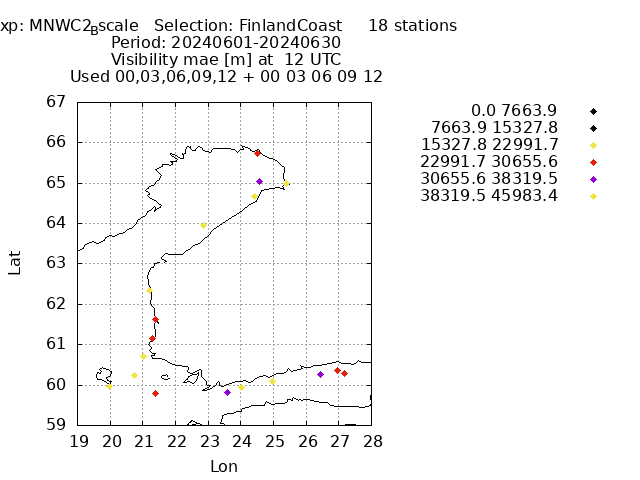 xp: MNWC2_Bscale Selection: FinlandCoast 18 stations
Period: 20240601-20240630
Visibility mae [m] at 12 UTC
Used 00,03,06,09,12 + 00 03 06 09 12
0.0 7663.9
7663.9 15327.8
15327.8 22991.7
22991.7 30655.6
30655.6 38319.5
38319.5 45983.4
67
66
65
64
63
62
61
60
59
Lat
19 20 21 22 23 24 25 26 27 28
Lon